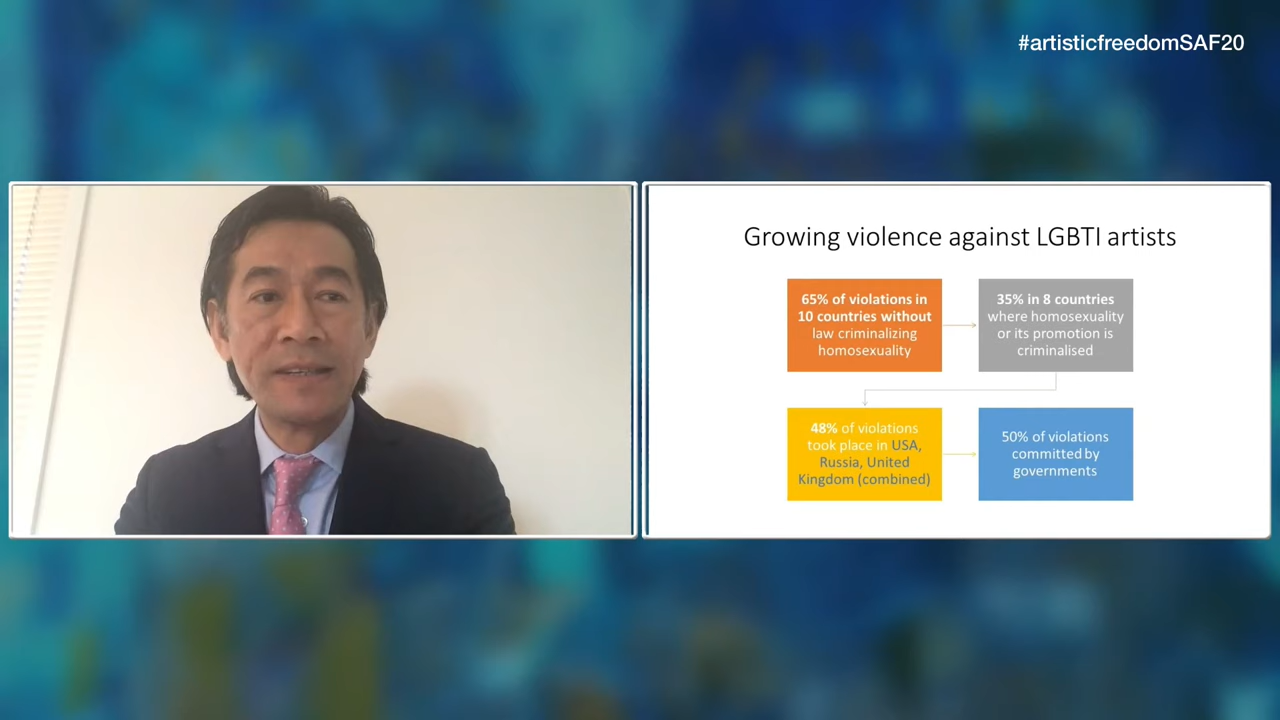 #artisticfreedomSAF20
Growing violence against LGBTI artists
65% of violations in
10 countries without
law criminalizing
homosexuality
35% in 8 countries
where homosexuality
or its promotion is
criminalised
48% of violations
took place in USA,
Russia, United
Kingdom (combined)
50% of violations
committed by
governments